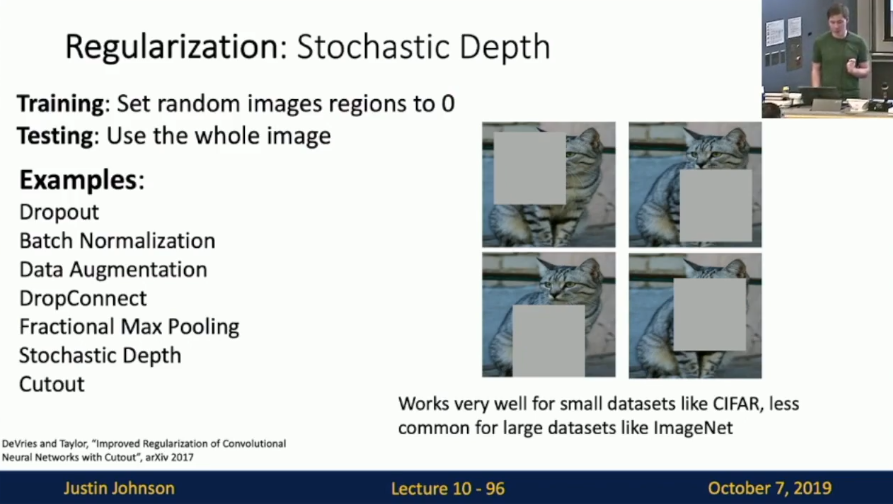 Regularization: Stochastic Depth
Training: Set random images regions to 0
Testing: Use the whole image
Examples:
Dropout
Batch Normalization
Data Augmentation
DropConnect
Fractional Max Pooling
Stochastic Depth
Cutout
Works very well for small datasets like CIFAR, less
common for large datasets like ImageNet
DeVries and Taylor, "Improved Regularization of Convolutional
Neural Networks with Cutout", arXiv 2017
Justin Johnson
Lecture 10 - 96
October 7, 2019